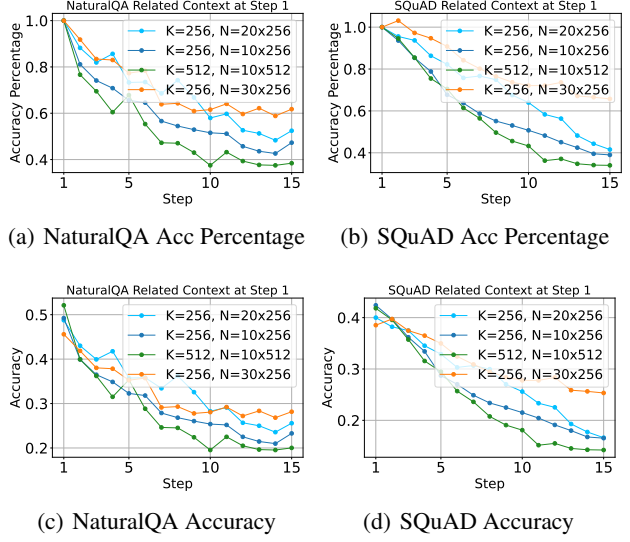 NaturalQA Related Context at Step 1
Accuracy Percentage
1.0
0.8
0.6
0.4
K=256, N=20x256
K=256, N=10x256
K=512, N=10x512
K=256, N=30x256
1 5 10 15
Step
(a) NaturalQA Acc Percentage
SQuAD Related Context at Step 1
Accuracy Percentage
1.0
0.8
0.6
0.4
K=256, N=20x256
K=256, N=10x256
K=512, N=10x512
K=256, N=30x256
1 5 10 15
Step
(b) SQuAD Acc Percentage
NaturalQA Related Context at Step 1
Accuracy
0.5
0.4
0.3
0.2
K=256, N=20x256
K=256, N=10x256
K=512, N=10x512
K=256, N=30x256
1 5 10 15
Step
(c) NaturalQA Accuracy
SQuAD Related Context at Step 1
Accuracy
0.4
0.3
0.2
K=256, N=20x256
K=256, N=10x256
K=512, N=10x512
K=256, N=30x256
1 5 10 15
Step
(d) SQuAD Accuracy